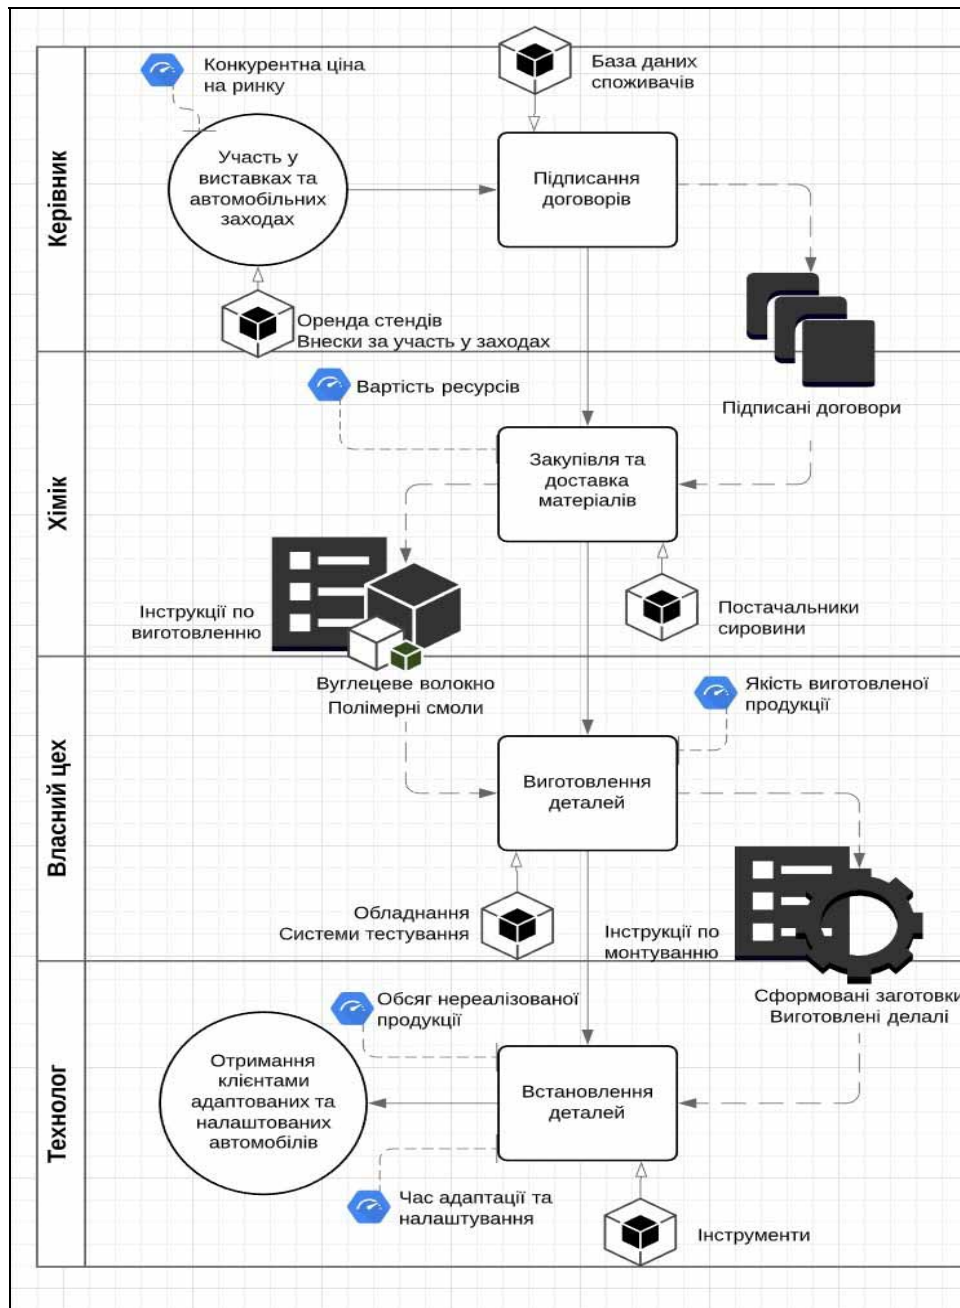 Керівник
Конкурентна ціна
на ринку
База даних
споживачів
Участь у
виставках та
автомобільних
заходах
Підписання
договорів
Оренда стендів
Внески за участь у заходах
Підписані договори
Хімік
Вартість ресурсів
Закупівля та
доставка
матеріалів
Інструкції по
виготовленню
Постачальники
сировини
Вуглецеве волокно
Полімерні смоли
Власний цех
Якість виготовленої
продукції
Виготовлення
деталей
Обладнання
Системи тестування
Інструкції по
монтуванню
Сформовані заготовки
Виготовлені делалі
Технолог
Обсяг нереалізованої
продукції
Отримання
клієнтами
адаптованих та
налаштованих
автомобілів
Встановлення
деталей
Час адаптації та
налаштування
Інструменти